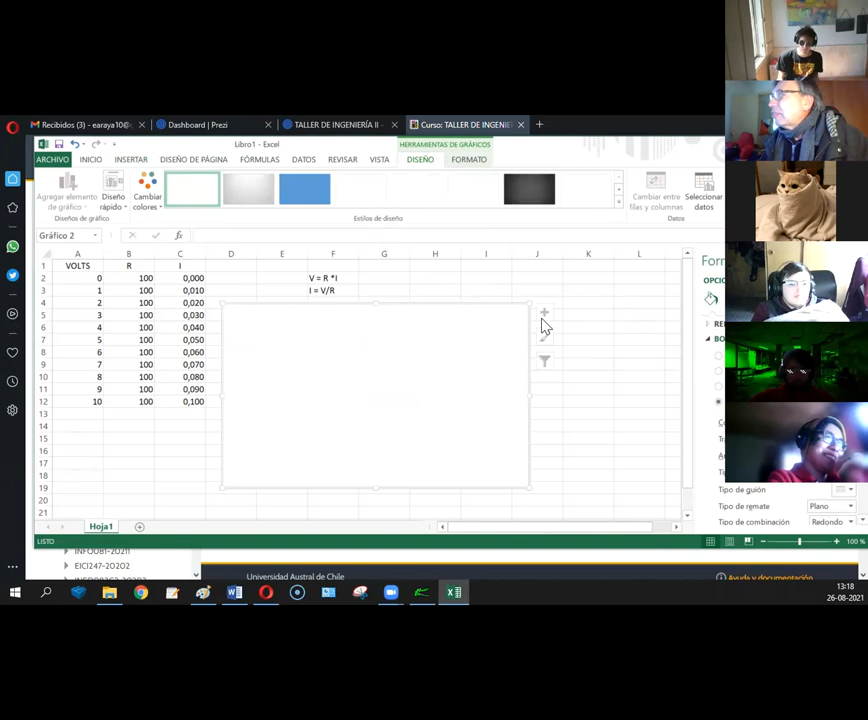 Recibidos (3) - earaya10@
Dashboard | Prezi
TALLER DE INGENIERÍA II -
Curso: TALLER DE INGENIE
Libro1 - Excel
HERRAMIENTAS DE GRÁFICOS
ARCHIVO INICIO INSERTAR DISEÑO DE PÁGINA FÓRMULAS DATOS REVISAR VISTA DISEÑO FORMATO
Agregar elemento de gráfico
Diseño rápido
Cambiar colores
Cambiar entre filas y columnas
Seleccionar datos
Diseños de gráfico
Estilos de diseño
Datos
Gráfico 2
fx
A B C D E F G H I J K L
1 VOLTS R I
2 0 100 0,000 V = R *I
3 1 100 0,010 I = V/R
4 2 100 0,020
5 3 100 0,030
6 4 100 0,040
7 5 100 0,050
8 6 100 0,060
9 7 100 0,070
10 8 100 0,080
11 9 100 0,090
12 10 100 0,100
13
14
15
16
17
18
19
20
21
Form
OPCIO
REL
BO
Tipo de guión
Tipo de remate Plano
Tipo de combinación Redondo
Hoja1
LISTO
100 %
INFO081-20211
EICI247-20202
Universidad Austral de Chile
Ayuda y documentación
13:18
26-08-2021